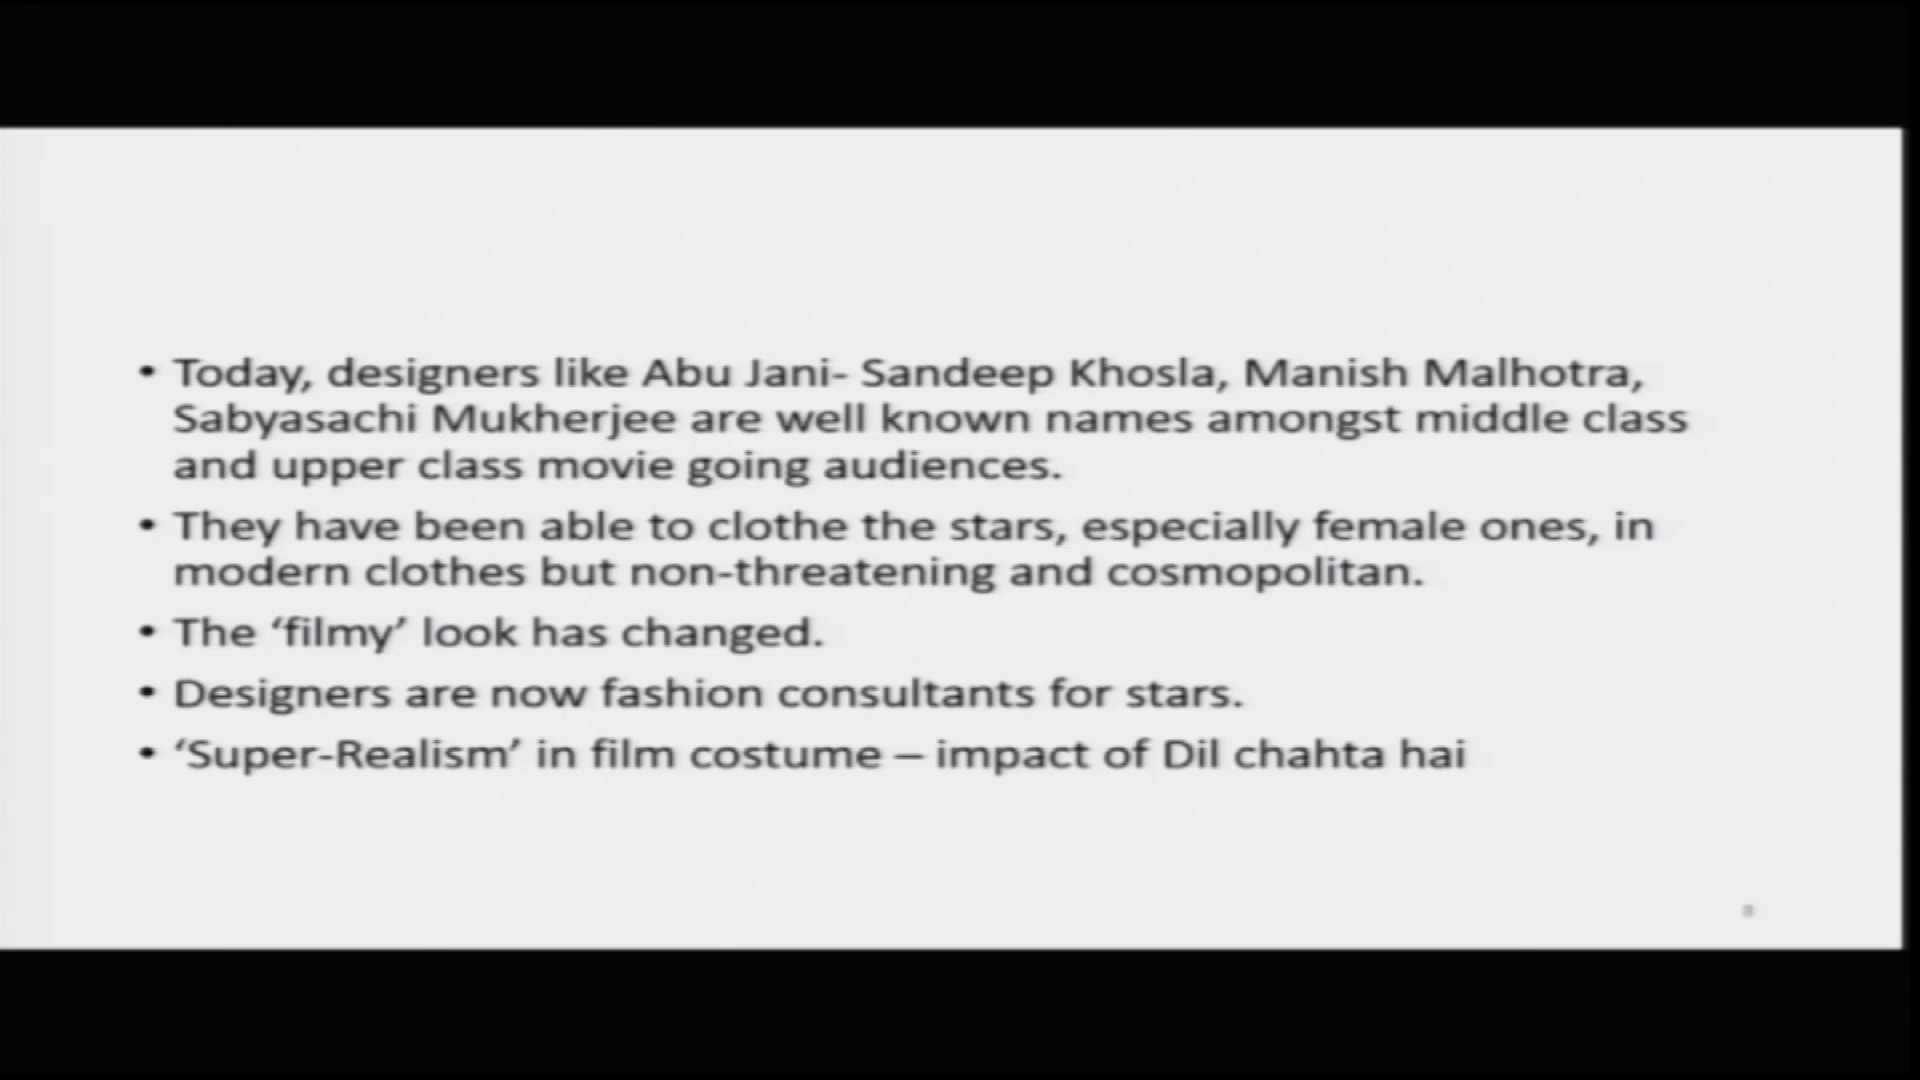 • Today, designers like Abu Jani- Sandeep Khosla, Manish Malhotra,
Sabyasachi Mukherjee are well known names amongst middle class
and upper class movie going audiences.
• They have been able to clothe the stars, especially female ones, in
modern clothes but non-threatening and cosmopolitan.
• The ‘filmy’ look has changed.
• Designers are now fashion consultants for stars.
• ‘Super-Realism’ in film costume – impact of Dil chahta hai